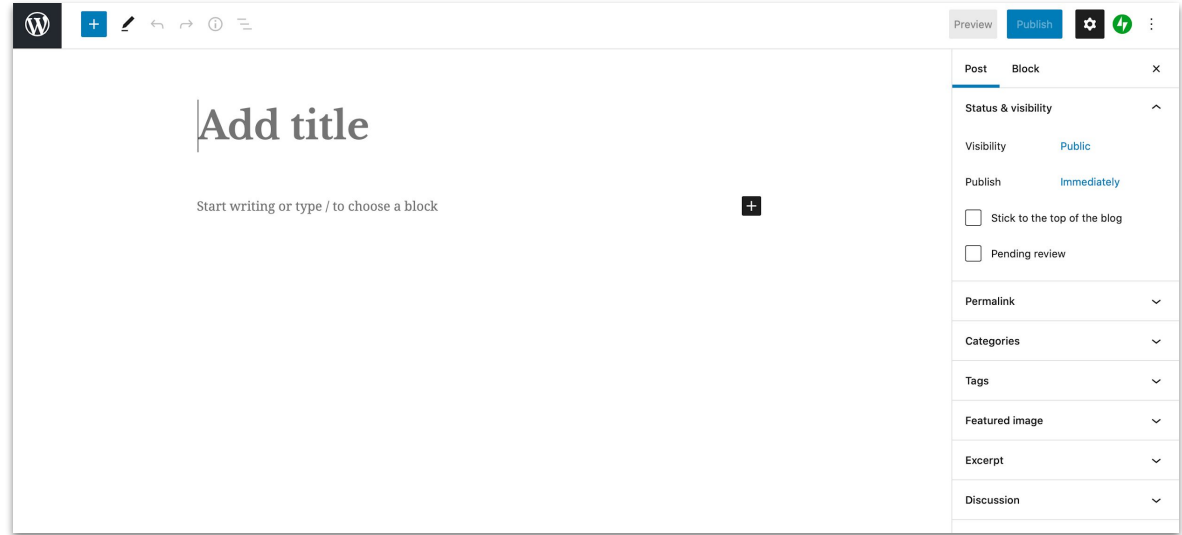 Preview Publish
Post Block
Add title
Status & visibility
Visibility Public
Publish Immediately
Start writing or type / to choose a block
Stick to the top of the blog
Pending review
Permalink
Categories
Tags
Featured image
Excerpt
Discussion